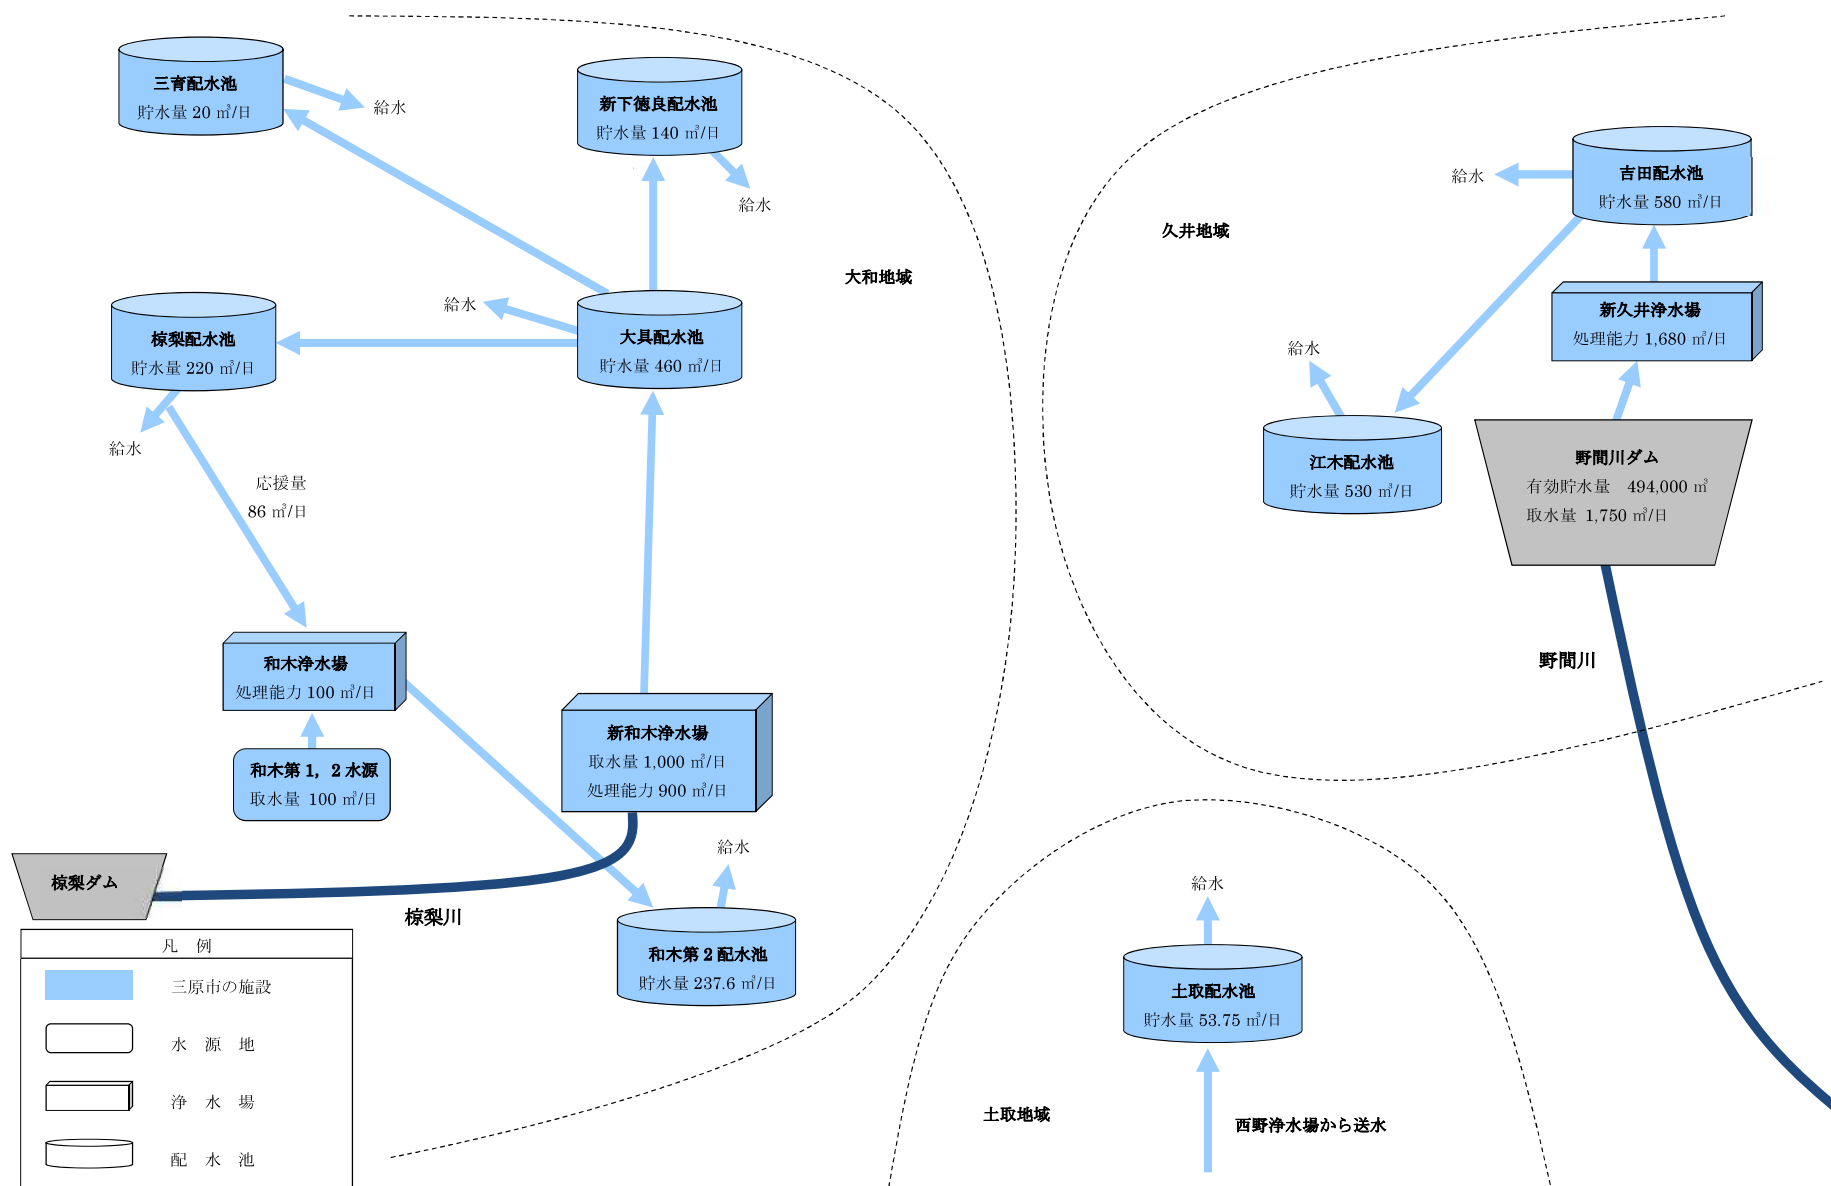 三育配水池
貯水量 20 ㎥/日
給水
新下徳良配水池
貯水量 140 ㎥/日
給水
大和地域
椋梨配水池
貯水量 220 ㎥/日
給水
給水
大具配水池
貯水量 460 ㎥/日
応援量
86 ㎥/日
和木浄水場
処理能力 100 ㎥/日
和木第 1，2 水源
取水量 100 ㎥/日
新和木浄水場
取水量 1,000 ㎥/日
処理能力 900 ㎥/日
椋梨ダム
椋梨川
給水
和木第 2 配水池
貯水量 237.6 ㎥/日
久井地域
給水
吉田配水池
貯水量 580 ㎥/日
新久井浄水場
処理能力 1,680 ㎥/日
給水
江木配水池
貯水量 530 ㎥/日
野間川ダム
有効貯水量　494,000 ㎥
取水量 1,750 ㎥/日
野間川
給水
土取配水池
貯水量 53.75 ㎥/日
土取地域
西野浄水場から送水
凡　例
三原市の施設
水　源　地
浄　水　場
配　水　池